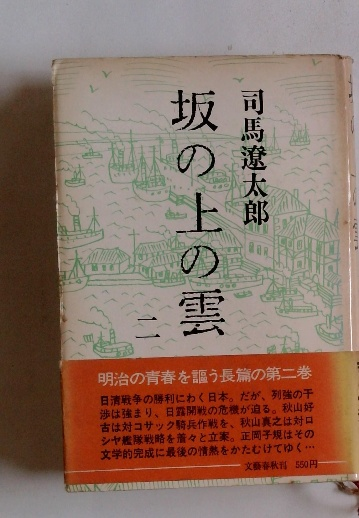 司馬遼太郎
坂の上の雲
二
明治の青春を謳う長篇の第二巻
日清戦争の勝利にわく日本。だが、列強の干
渉は強まり、日露開戦の危機が迫る。秋山好
古は対コサック騎兵作戦を、秋山真之は対ロ
シヤ艦隊戦略を着々と立案。正岡子規はその
文学的完成に最後の情熱をかたむけてゆく…
文藝春秋刊 550円